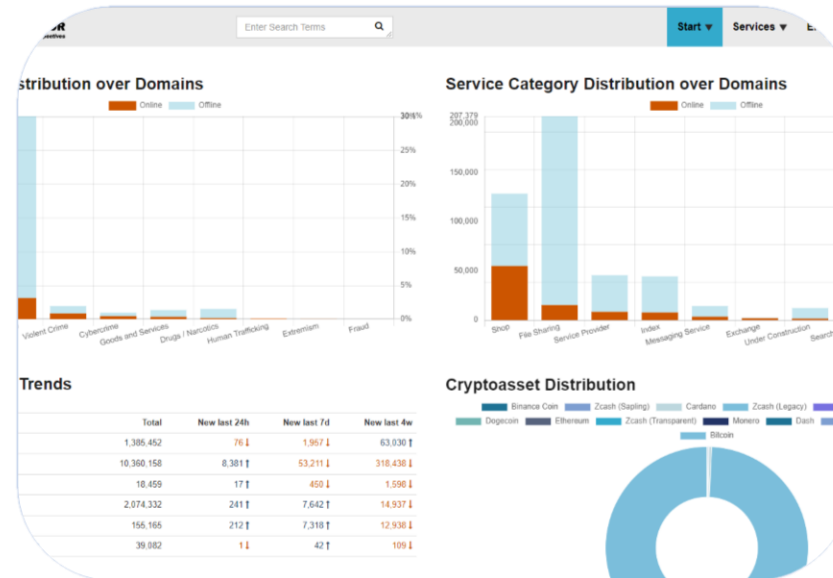 Enter Search Terms
Start ▼
Services ▼
stribution over Domains
Online Offline
25%
20%
15%
10%
5%
0%
Violent Crime
Cybercrime
Goods and Services
Drugs / Narcotics
Human Trafficking
Extremism
Fraud
Service Category Distribution over Domains
Online Offline
207,379
200,000
150,000
100,000
50,000
0
Shop
File Sharing
Service Provider
Index
Messaging Service
Exchange
Under Construction
Search
Trends
Total New last 24h New last 7d New last 4w
1,385,452 76 ⬇ 1,957 ⬇ 63,030 ⬆
10,360,158 8,381 ⬆ 53,211 ⬇ 318,438 ⬇
18,459 17 ⬆ 450 ⬇ 1,598 ⬇
2,074,332 241 ⬆ 7,642 ⬆ 14,937 ⬇
155,165 212 ⬆ 7,318 ⬆ 12,938 ⬇
39,082 1 ⬇ 42 ⬆ 109 ⬇
Cryptoasset Distribution
Binance Coin Zcash (Sapling) Cardano Zcash (Legacy)
Dogecoin Ethereum Zcash (Transparent) Monero Dash
Bitcoin